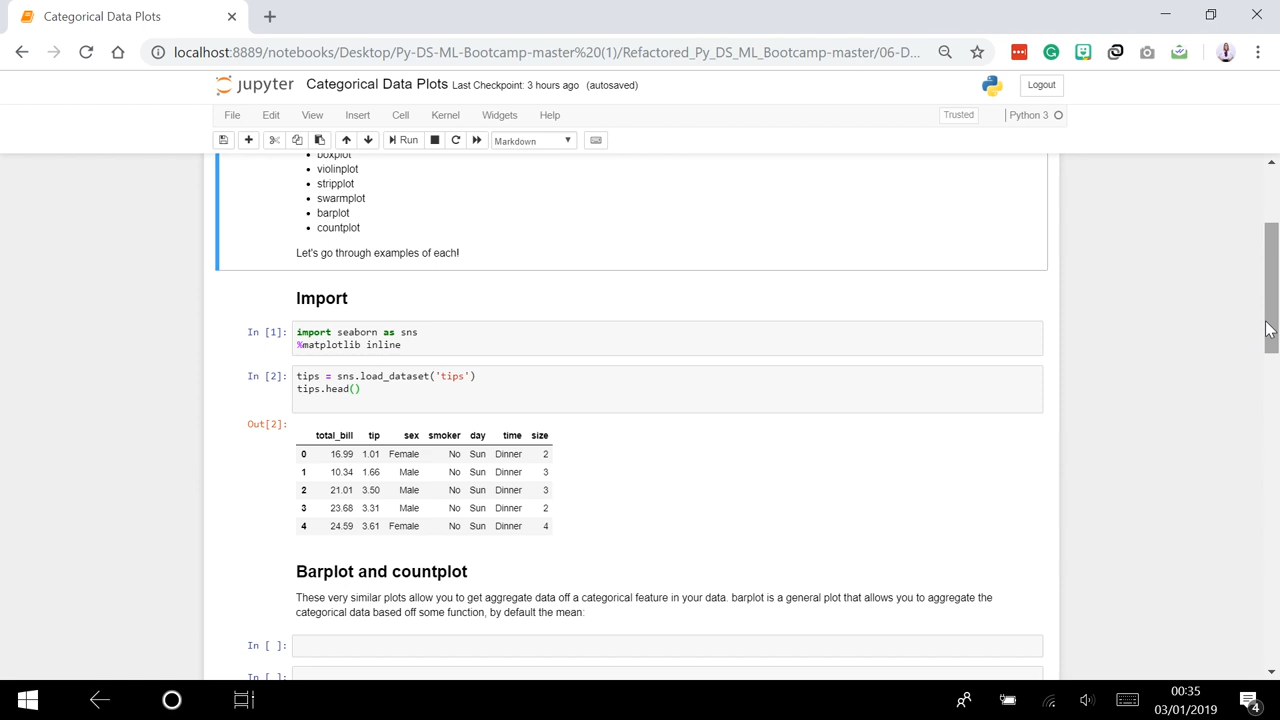 Categorical Data Plots
localhost:8889/notebooks/Desktop/Py-DS-ML-Bootcamp-master%20(1)/Refactored_Py_DS_ML_Bootcamp-master/06-D...
jupyter Categorical Data Plots Last Checkpoint: 3 hours ago (autosaved) Logout
File Edit View Insert Cell Kernel Widgets Help Trusted Python 3
Run Markdown
boxplot
violinplot
stripplot
swarmplot
barplot
countplot
Let's go through examples of each!
Import
In [1]: import seaborn as sns
%matplotlib inline
In [2]: tips = sns.load_dataset('tips')
tips.head()
Out[2]:
total_bill tip sex smoker day time size
0 16.99 1.01 Female No Sun Dinner 2
1 10.34 1.66 Male No Sun Dinner 3
2 21.01 3.50 Male No Sun Dinner 3
3 23.68 3.31 Male No Sun Dinner 2
4 24.59 3.61 Female No Sun Dinner 4
Barplot and countplot
These very similar plots allow you to get aggregate data off a categorical feature in your data. barplot is a general plot that allows you to aggregate the
categorical data based off some function, by default the mean:
In [ ]:
In [ ]:
00:35
03/01/2019
4